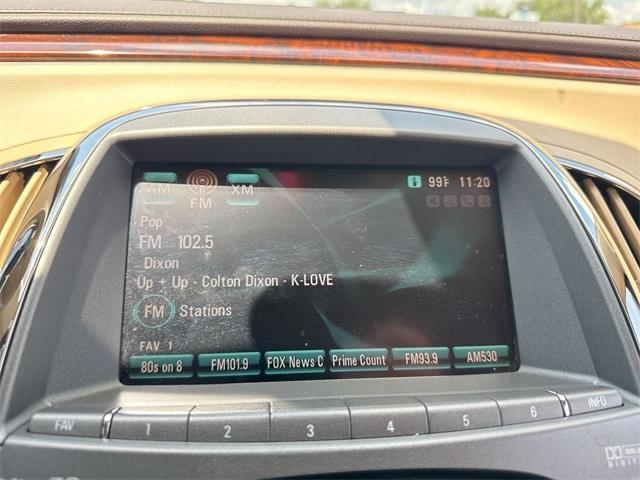 AM XM 99°F 11:20
FM
Pop
FM 102.5
Dixon
Up + Up - Colton Dixon - K-LOVE
FM Stations
FAV 1
80s on 8 FM101.9 FOX News C Prime Count FM93.9 AM530
FAV 1 2 3 4 5 6 INFO
DIGIT